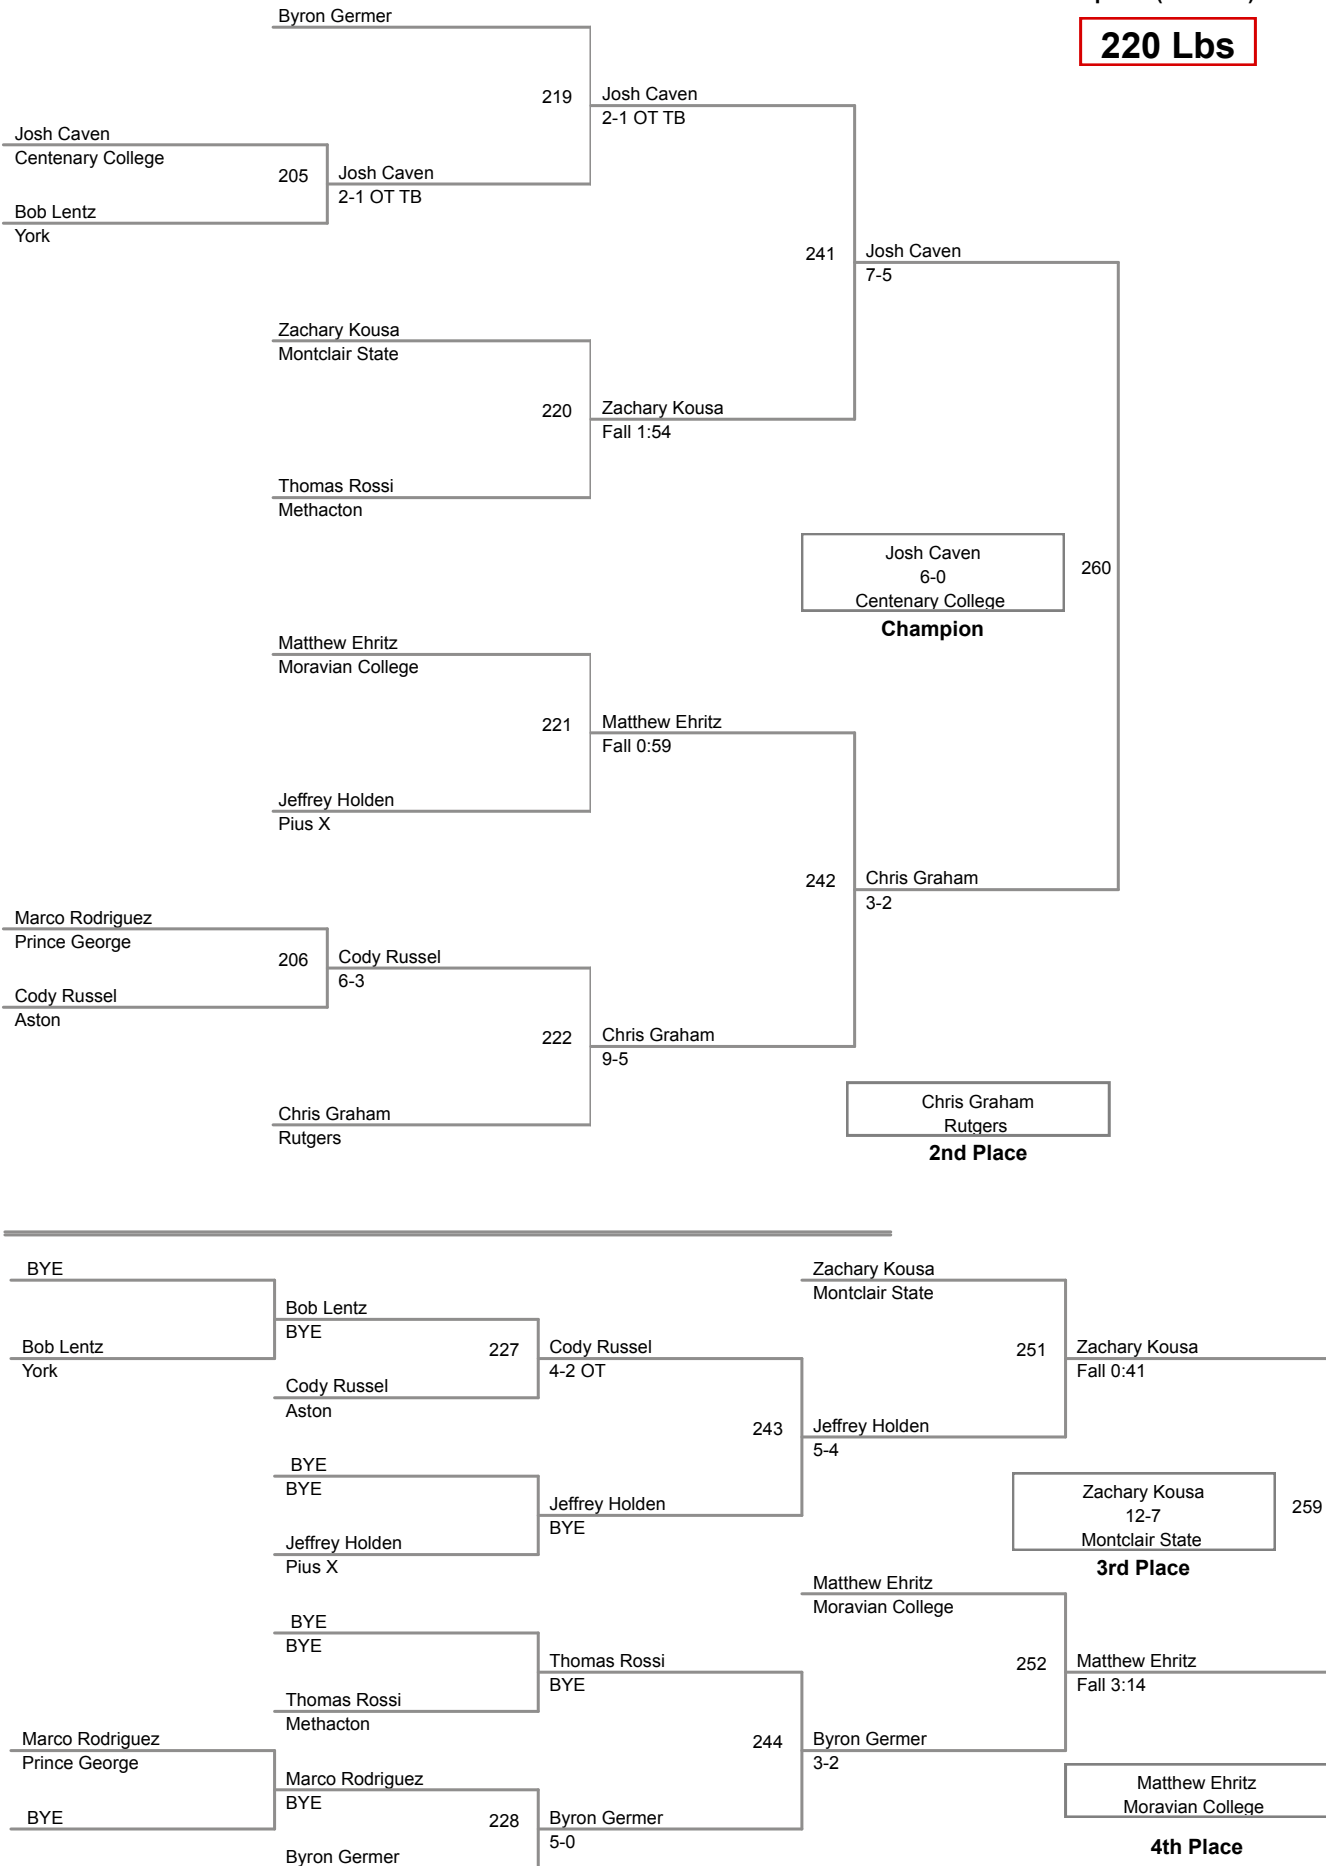 220 Lbs
Byron Germer
219
Josh Caven
2-1 OT TB
Josh Caven
Centenary College
205
Josh Caven
2-1 OT TB
Bob Lentz
York
241
Josh Caven
7-5
Zachary Kousa
Montclair State
220
Zachary Kousa
Fall 1:54
Thomas Rossi
Methacton
Josh Caven
6-0
Centenary College
260
Champion
Matthew Ehritz
Moravian College
221
Matthew Ehritz
Fall 0:59
Jeffrey Holden
Pius X
242
Chris Graham
3-2
Marco Rodriguez
Prince George
206
Cody Russel
6-3
Cody Russel
Aston
222
Chris Graham
9-5
Chris Graham
Rutgers
Chris Graham
Rutgers
2nd Place
BYE
Zachary Kousa
Montclair State
Bob Lentz
BYE
Bob Lentz
York
227
Cody Russel
4-2 OT
251
Zachary Kousa
Fall 0:41
Cody Russel
Aston
243
Jeffrey Holden
5-4
BYE
BYE
Jeffrey Holden
BYE
Zachary Kousa
12-7
Montclair State
259
3rd Place
Jeffrey Holden
Pius X
Matthew Ehritz
Moravian College
BYE
BYE
Thomas Rossi
BYE
252
Matthew Ehritz
Fall 3:14
Thomas Rossi
Methacton
Marco Rodriguez
Prince George
244
Byron Germer
3-2
Marco Rodriguez
BYE
Matthew Ehritz
Moravian College
BYE
228
Byron Germer
5-0
4th Place
Byron Germer